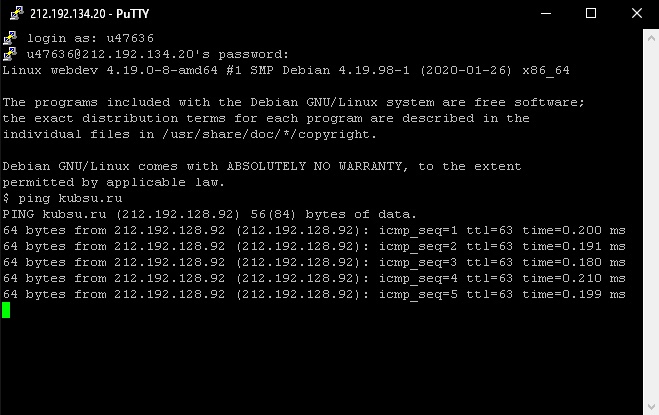 212.192.134.20 - PuTTY
login as: u47636
u47636@212.192.134.20's password:
Linux webdev 4.19.0-8-amd64 #1 SMP Debian 4.19.98-1 (2020-01-26) x86_64
The programs included with the Debian GNU/Linux system are free software;
the exact distribution terms for each program are described in the
individual files in /usr/share/doc/*/copyright.
Debian GNU/Linux comes with ABSOLUTELY NO WARRANTY, to the extent
permitted by applicable law.
$ ping kubsu.ru
PING kubsu.ru (212.192.128.92) 56(84) bytes of data.
64 bytes from 212.192.128.92 (212.192.128.92): icmp_seq=1 ttl=63 time=0.200 ms
64 bytes from 212.192.128.92 (212.192.128.92): icmp_seq=2 ttl=63 time=0.191 ms
64 bytes from 212.192.128.92 (212.192.128.92): icmp_seq=3 ttl=63 time=0.180 ms
64 bytes from 212.192.128.92 (212.192.128.92): icmp_seq=4 ttl=63 time=0.210 ms
64 bytes from 212.192.128.92 (212.192.128.92): icmp_seq=5 ttl=63 time=0.199 ms